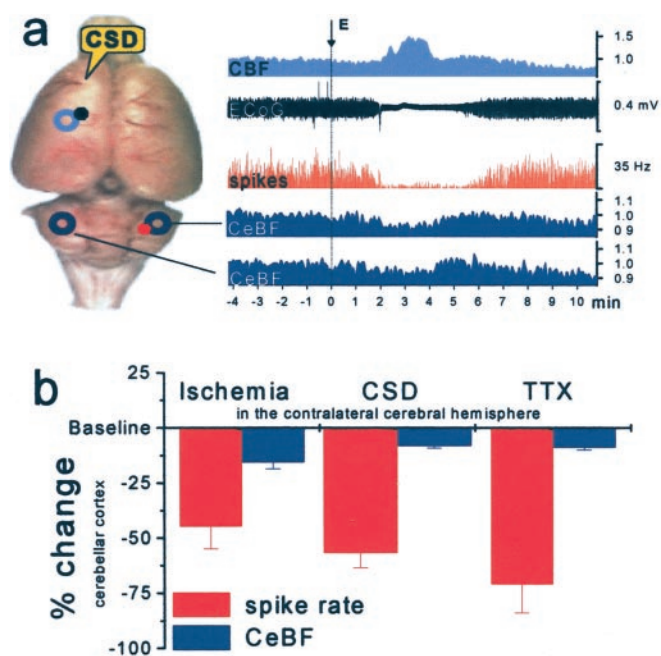 a
CSD
E
CBF
1.5
1.0
ECoG
0.4 mV
spikes
35 Hz
CeBF
1.1
1.0
0.9
CeBF
1.1
1.0
0.9
-4 -3 -2 -1 0 1 2 3 4 5 6 7 8 9 10 min
b
25
Ischemia CSD TTX
in the contralateral cerebral hemisphere
Baseline
-25
-50
-75
-100
% change
cerebellar cortex
spike rate
CeBF